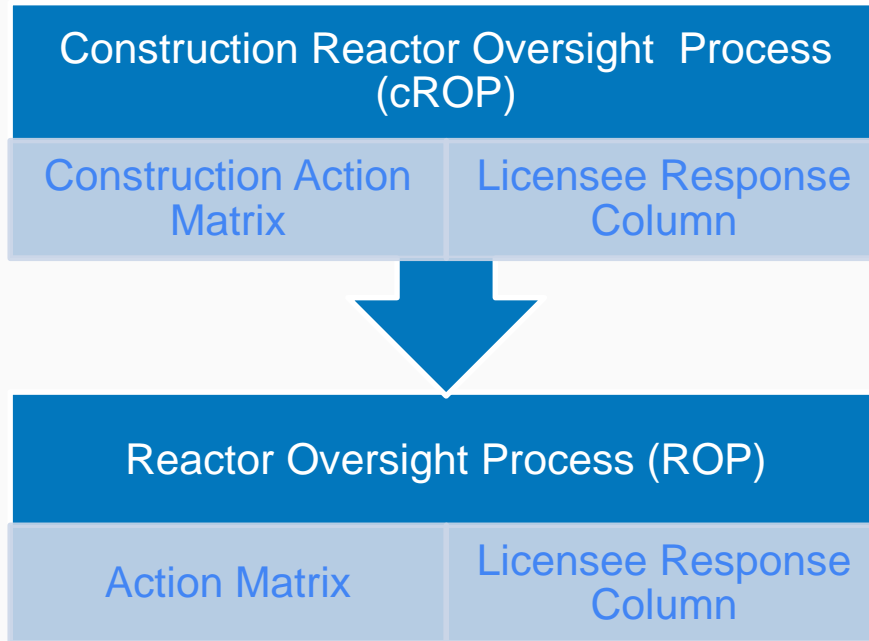 Construction Reactor Oversight Process
(cROP)
Construction Action
Matrix
Licensee Response
Column
Reactor Oversight Process (ROP)
Action Matrix
Licensee Response
Column